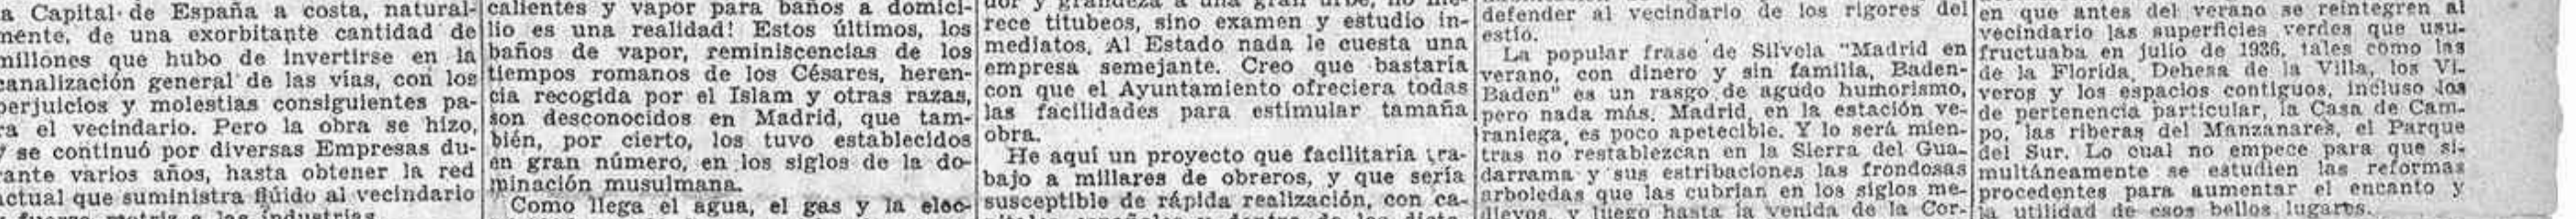 a Capital de España a costa, natural-
mente, de una exorbitante cantidad de
millones que hubo de invertirse en la
canalización general de las vías, con los
perjuicios y molestias consiguientes pa-
ra el vecindario. Pero la obra se hizo,
y se continuó por diversas Empresas du-
rante varios años, hasta obtener la red
actual que suministra flúido al vecindario
industrias.
calientes y vapor para baños a domici-
lio es una realidad! Estos últimos, los
baños de vapor, reminiscencias de los
tiempos romanos de los Césares, heren-
cia recogida por el Islam y otras razas,
son desconocidos en Madrid, que tam-
bién, por cierto, los tuvo establecidos
en gran número, en los siglos de la do-
minación musulmana.
Como llega el agua, el gas y la elec-
dor y grandeza a una gran urbe, no me-
rece titubeos, sino examen y estudio in-
mediatos. Al Estado nada le cuesta una
empresa semejante. Creo que bastaría
con que el Ayuntamiento ofreciera todas
las facilidades para estimular tamaña
obra.
He aquí un proyecto que facilitaría tra-
bajo a millares de obreros, y que sería
susceptible de rápida realización, con ca-
defender al vecindario de los rigores del
estío.
La popular frase de Silvela "Madrid en
verano, con dinero y sin familia, Baden-
Baden" es un rasgo de agudo humorismo,
pero nada más. Madrid, en la estación ve-
raniega, es poco apetecible. Y lo será mien-
tras no restablezcan en la Sierra del Gua-
darrama y sus estribaciones las frondosas
arboledas que las cubrían en los siglos me-
dievos, y luego hasta la venida de la Cor-
en que antes del verano se reintegren al
vecindario las superficies verdes que usu-
fructuaba en julio de 1936, tales como las
de la Florida, Dehesa de la Villa, los Vi-
veros y los espacios contiguos, incluso los
de pertenencia particular, la Casa de Cam-
po, las riberas del Manzanares, el Parque
del Sur. Lo cual no empece para que si-
multáneamente se estudien las reformas
procedentes para aumentar el encanto y
la utilidad de esos bellos lugares.